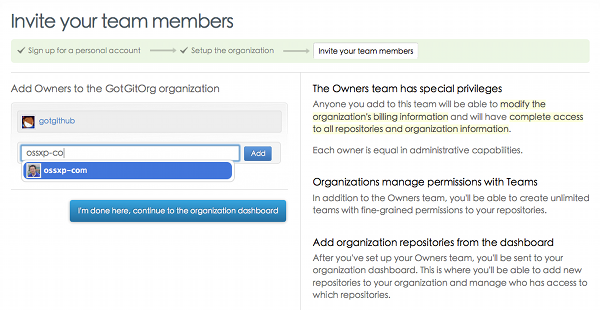 Invite your team members
Sign up for a personal account
Setup the organization
Invite your team members
Add Owners to the GotGitOrg organization
gotgithub
ossxp-co
Add
ossxp-com
I'm done here, continue to the organization dashboard
The Owners team has special privileges
Anyone you add to this team will be able to modify the
organization's billing information and will have complete access
to all repositories and organization information.
Each owner is equal in administrative capabilities.
Organizations manage permissions with Teams
In addition to the Owners team, you'll be able to create unlimited
teams with fine-grained permissions to your repositories.
Add organization repositories from the dashboard
After you've set up your Owners team, you'll be sent to your
organization dashboard. This is where you'll be able to add new
repositories to your organization and manage who has access to
which repositories.